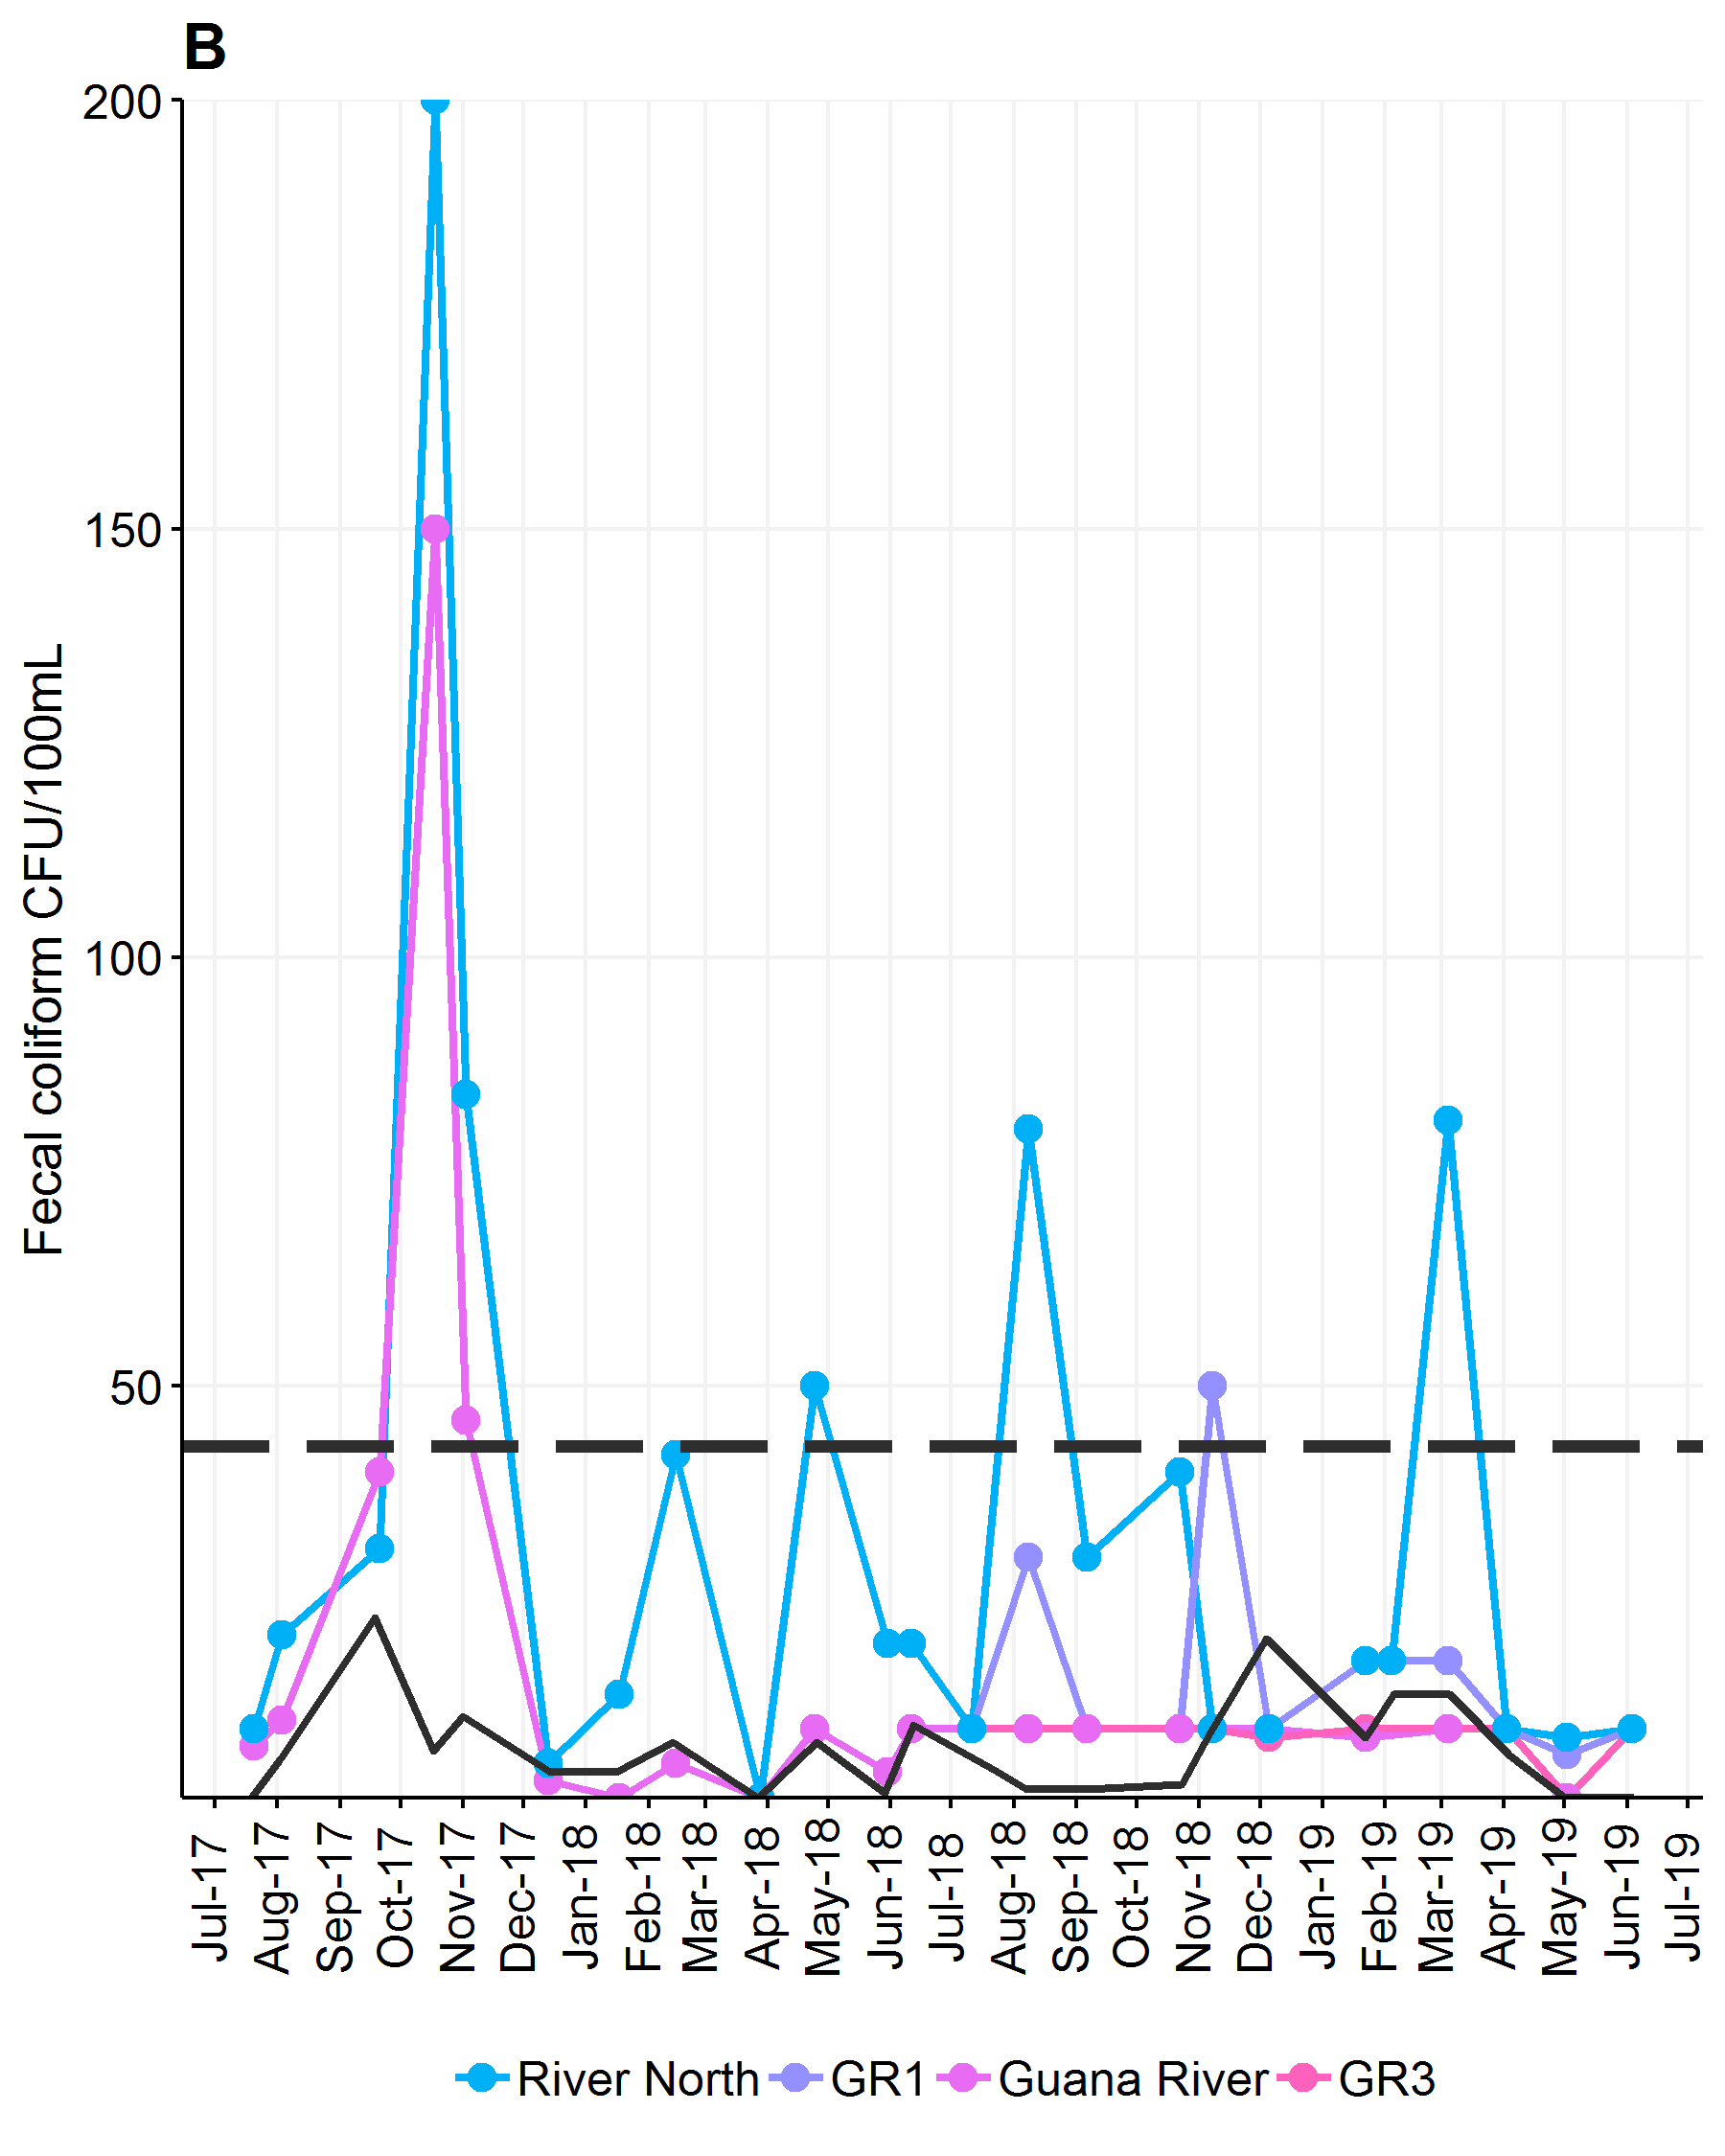 B
200
150
100
50
Fecal coliform CFU/100mL
Jul-17
Aug-17
Sep-17
Oct-17
Nov-17
Dec-17
Jan-18
Feb-18
Mar-18
Apr-18
May-18
Jun-18
Jul-18
Aug-18
Sep-18
Oct-18
Nov-18
Dec-18
Jan-19
Feb-19
Mar-19
Apr-19
May-19
Jun-19
Jul-19
River North GR1 Guana River GR3